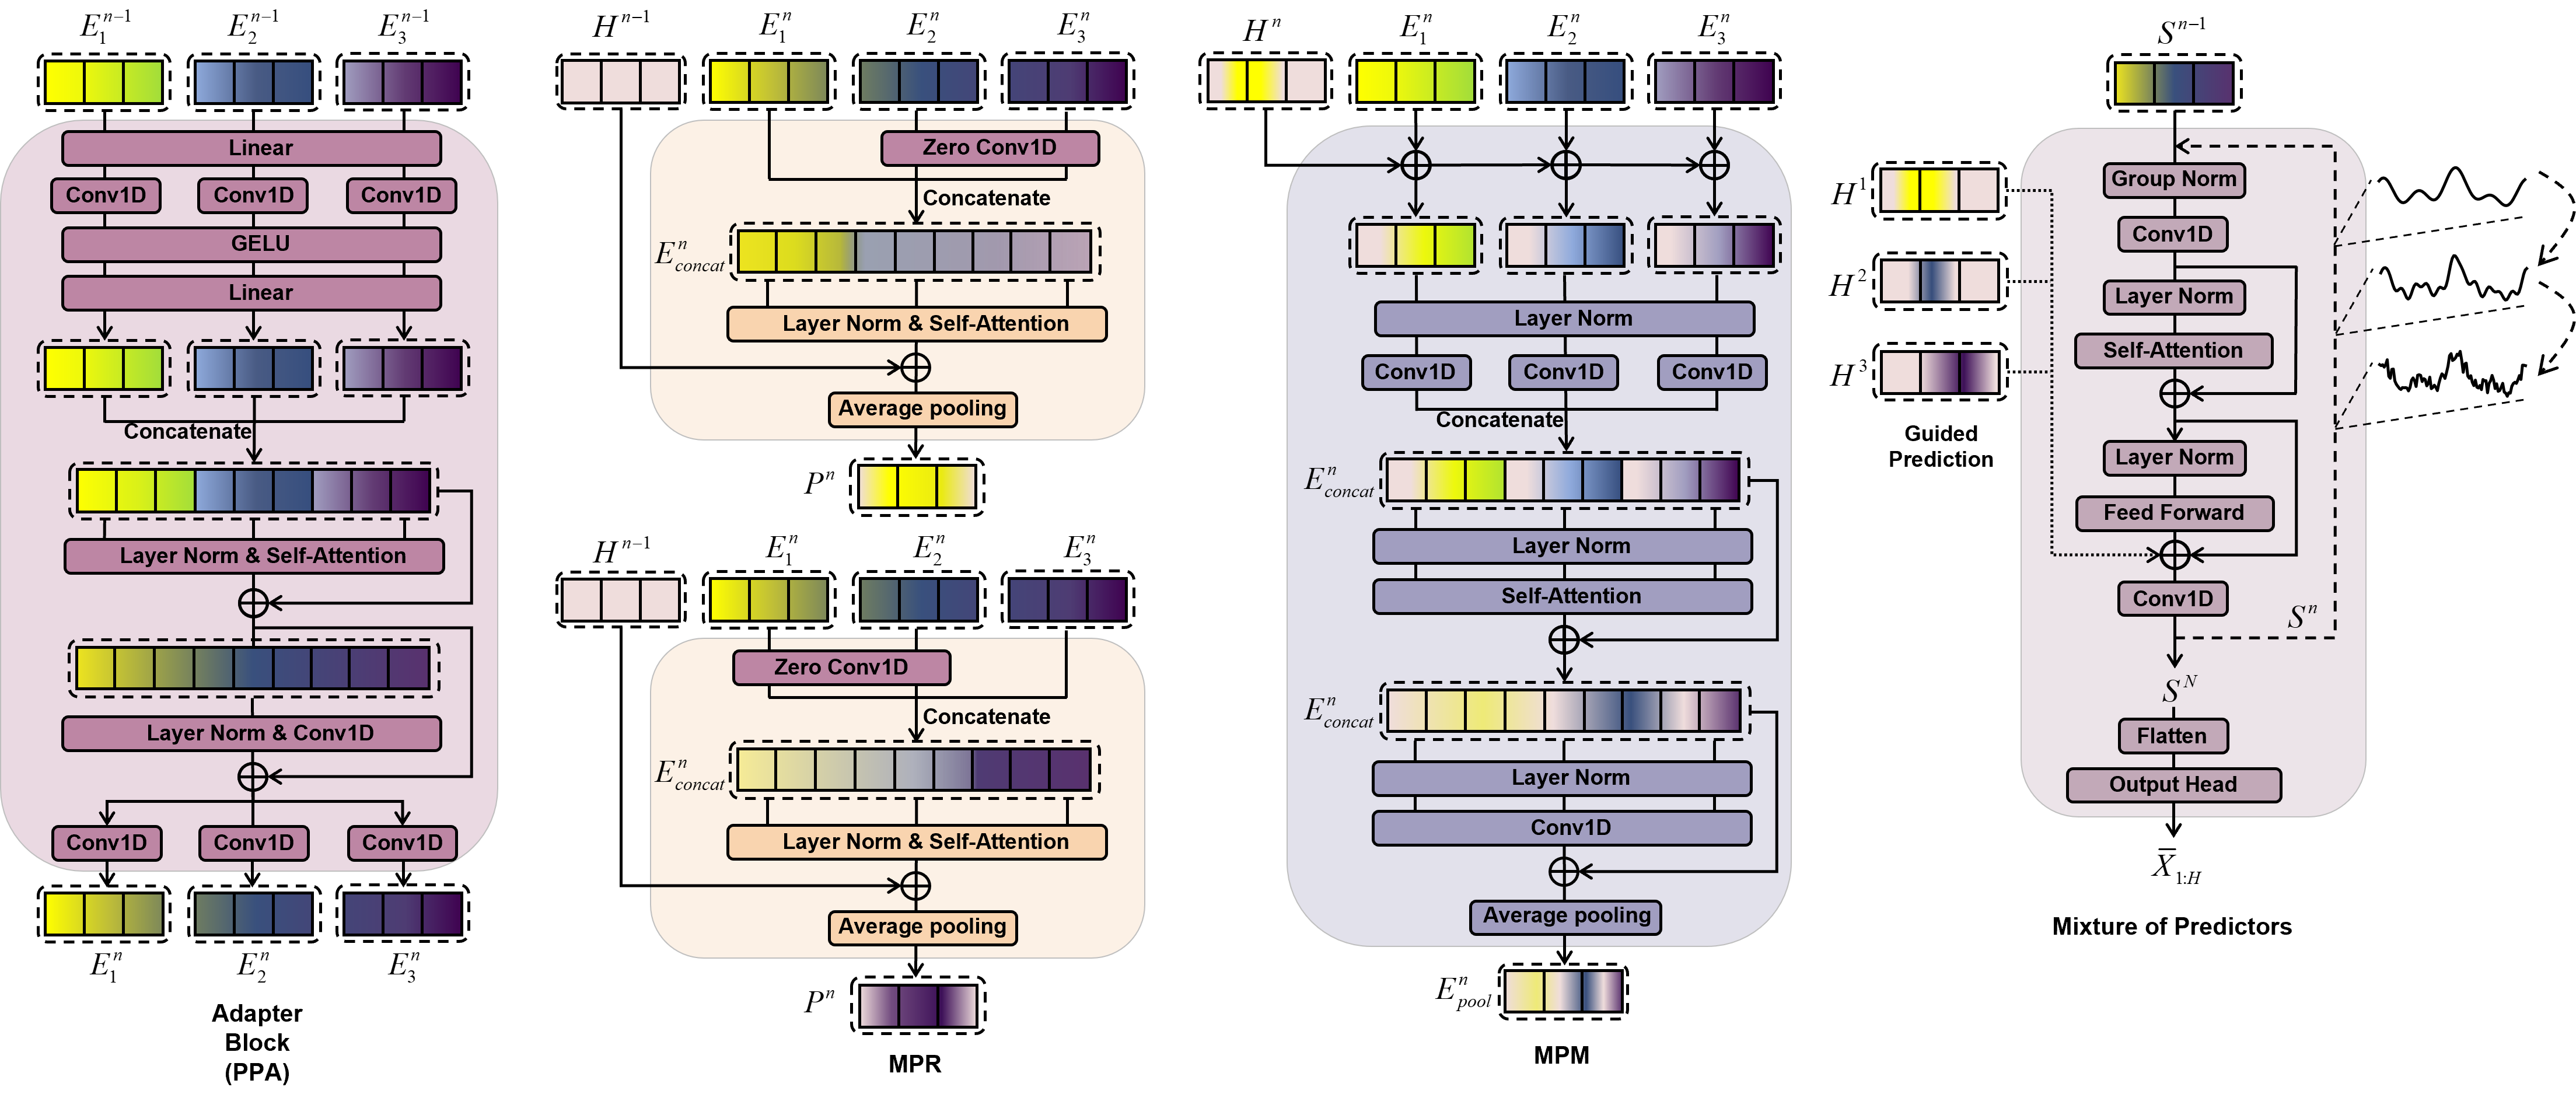 E_1^{n-1} E_2^{n-1} E_3^{n-1}
Linear
Conv1D Conv1D Conv1D
GELU
Linear
Concatenate
Layer Norm & Self-Attention
Layer Norm & Conv1D
Conv1D Conv1D Conv1D
E_1^n E_2^n E_3^n
Adapter
Block
(PPA)
H^{n-1} E_1^n E_2^n E_3^n
Zero Conv1D
Concatenate
E_{concat}^n
Layer Norm & Self-Attention
Average pooling
P^n
H^{n-1} E_1^n E_2^n E_3^n
Zero Conv1D
Concatenate
E_{concat}^n
Layer Norm & Self-Attention
Average pooling
P^n
MPR
H^n E_1^n E_2^n E_3^n
Layer Norm
Conv1D Conv1D Conv1D
Concatenate
E_{concat}^n
Layer Norm
Self-Attention
E_{concat}^n
Layer Norm
Conv1D
Average pooling
E_{pool}^n
MPM
S^{n-1}
H^1
H^2
H^3
Guided
Prediction
Group Norm
Conv1D
Layer Norm
Self-Attention
Layer Norm
Feed Forward
Conv1D
S^n
S^N
Flatten
Output Head
X̄_{1:H}
Mixture of Predictors